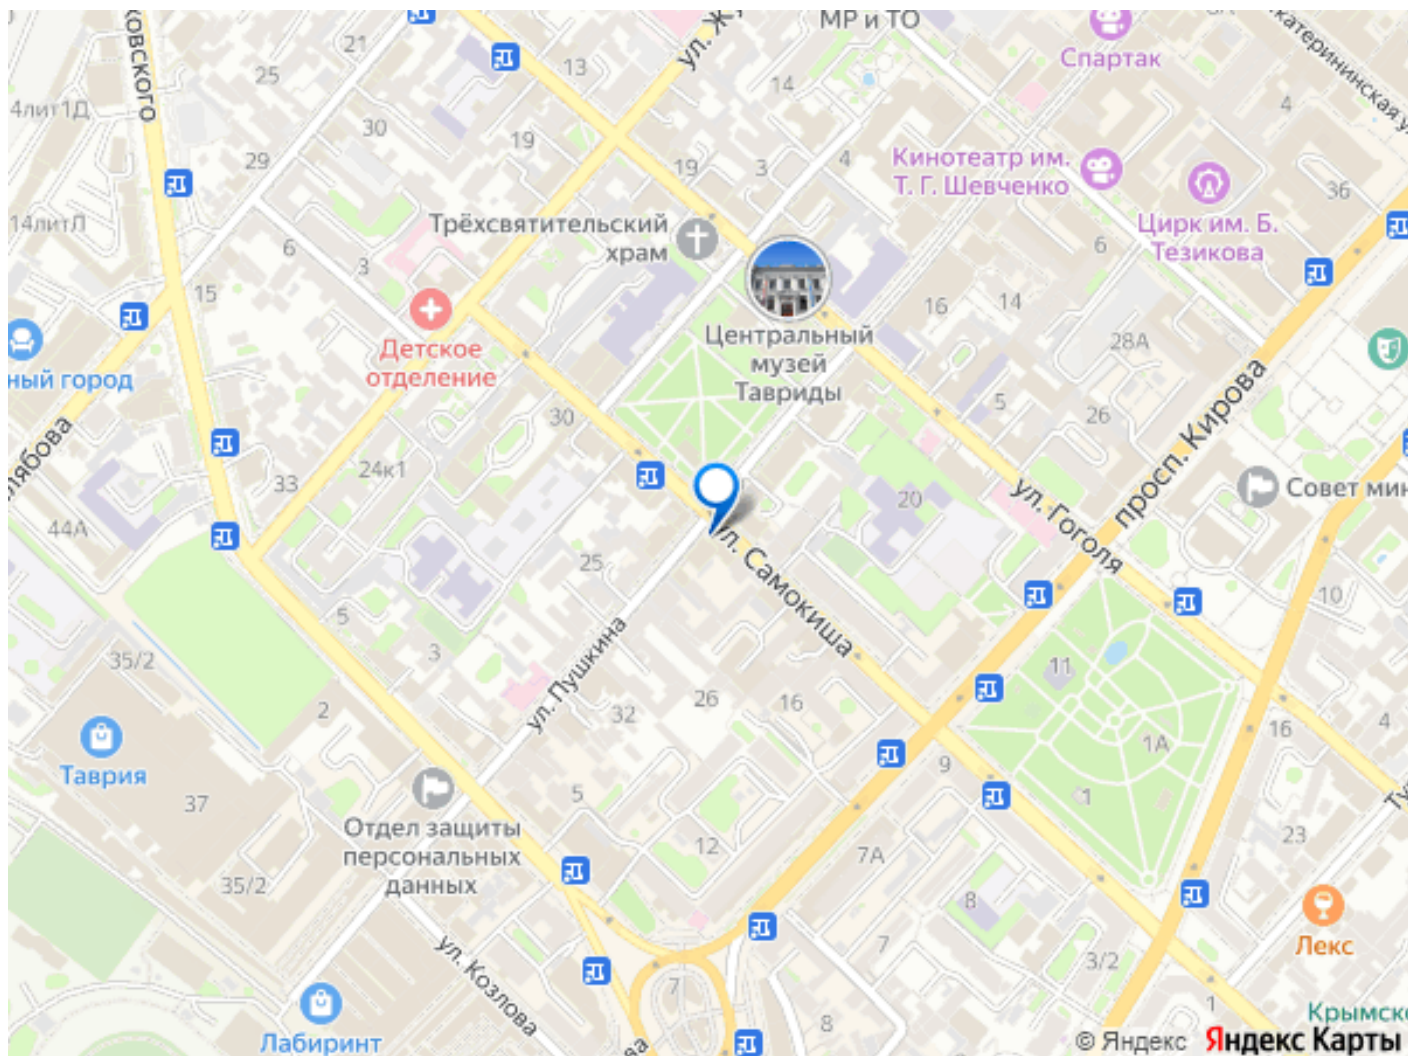 МР и ТО
Спартак
ул. Ж
21
13
25
14
4лит1Д
30
19
4
29
19
3
4
Кинотеатр им.
Т. Г. Шевченко
36
14литЛ
Трёхсвятительский
храм
Цирк им. Б.
Тезикова
6
3
6
15
16
14
Центральный
музей
Тавриды
28А
Детское
отделение
ный город
5
30
26
просп. Кирова
24к1
33
20
ул. Гоголя
Совет мин
44А
ул. Самокиша
25
5
10
3
35/2
ул. Пушкина
11
2
26
16
32
16
4
1А
Таврия
9
37
5
1
23
Отдел защиты
персональных
данных
12
7А
35/2
8
Лекс
ул. Козлова
7
3/2
7
1
8
Лабиринт
Крымск
© Яндекс
Яндекс Карты